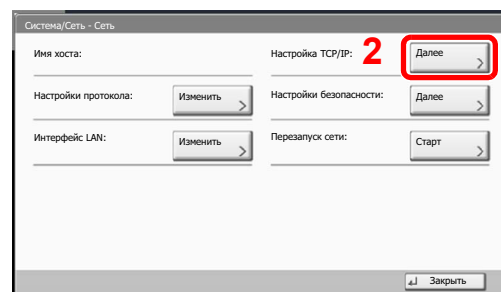 Система/Сеть - Сеть
Имя хоста:
Настройка TCP/IP: 2 Далее
Настройки протокола: Изменить
Настройки безопасности: Далее
Интерфейс LAN: Изменить
Перезапуск сети: Старт
Закрыть